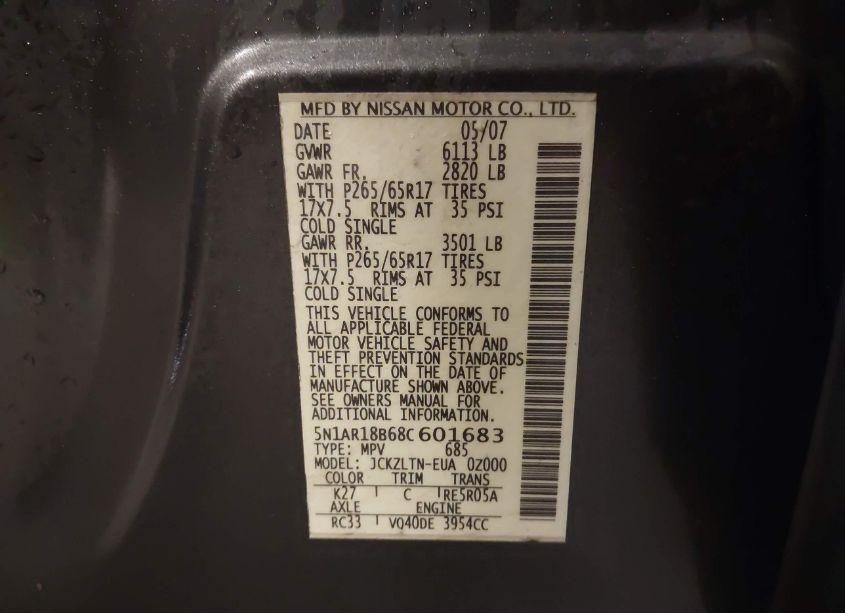 MFD BY NISSAN MOTOR CO., LTD.
DATE 05/07
GVWR 6113 LB
GAWR FR. 2820 LB
WITH P265/65R17 TIRES
17X7.5 RIMS AT 35 PSI
COLD SINGLE
GAWR RR. 3501 LB
WITH P265/65R17 TIRES
17X7.5 RIMS AT 35 PSI
COLD SINGLE
THIS VEHICLE CONFORMS TO
ALL APPLICABLE FEDERAL
MOTOR VEHICLE SAFETY AND
THEFT PREVENTION STANDARDS
IN EFFECT ON THE DATE OF
MANUFACTURE SHOWN ABOVE.
SEE OWNERS MANUAL FOR
ADDITIONAL INFORMATION.
5N1AR18B68C601683
TYPE: MPV 685
MODEL: JCKZLTN-EUA 0Z000
COLOR TRIM TRANS
K27 C RE5R05A
AXLE ENGINE
RC33 VQ40DE 3954CC